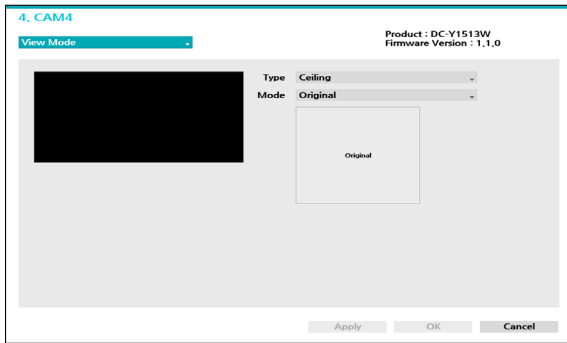 4. CAM4
View Mode
Product : DC-Y1513W
Firmware Version : 1.1.0
Type Ceiling
Mode Original
Original
Apply OK Cancel